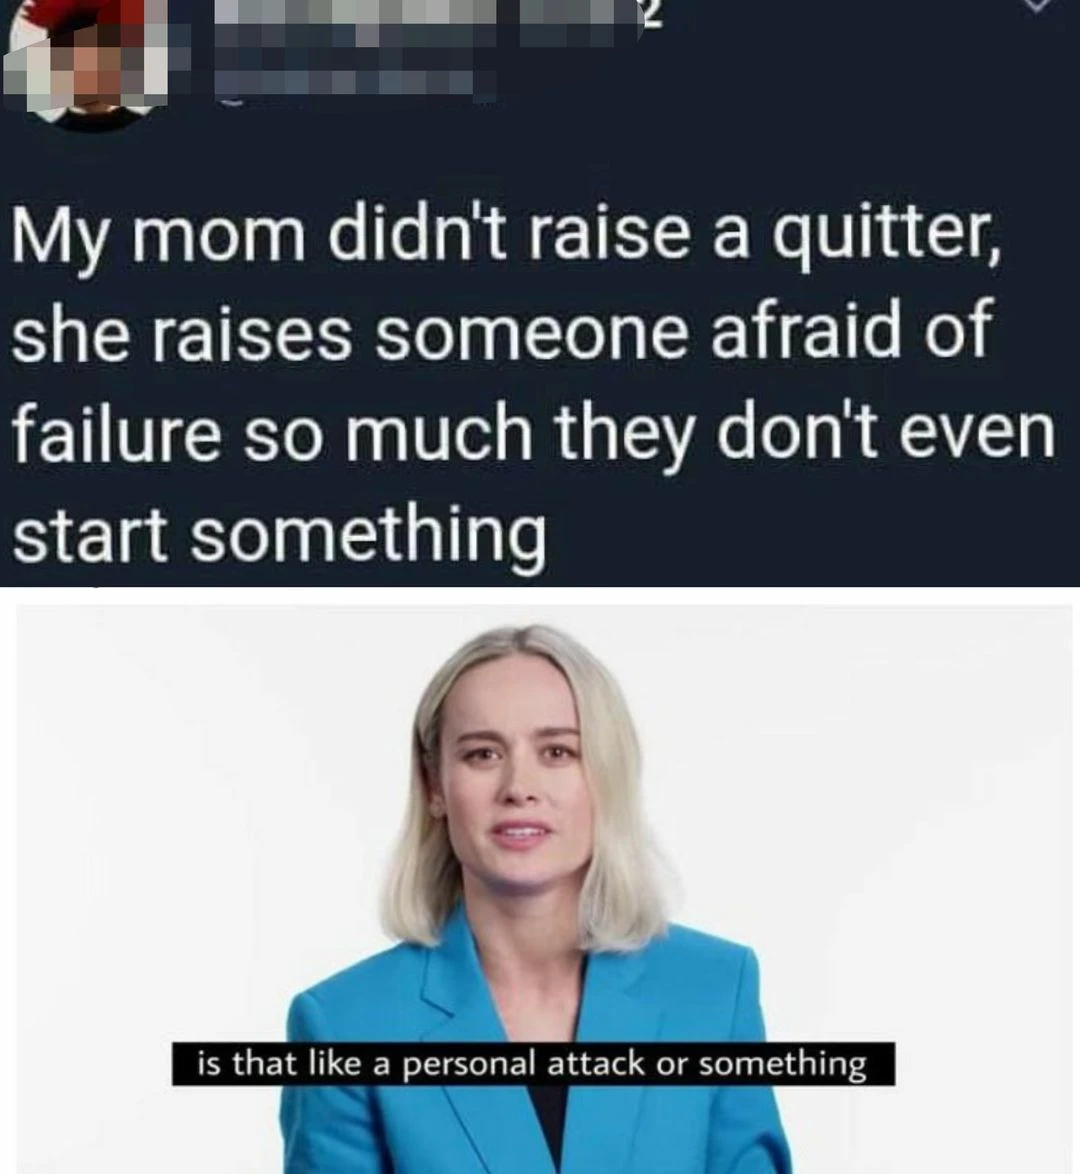 2
My mom didn't raise a quitter,
she raises someone afraid of
failure so much they don't even
start something
is that like a personal attack or something